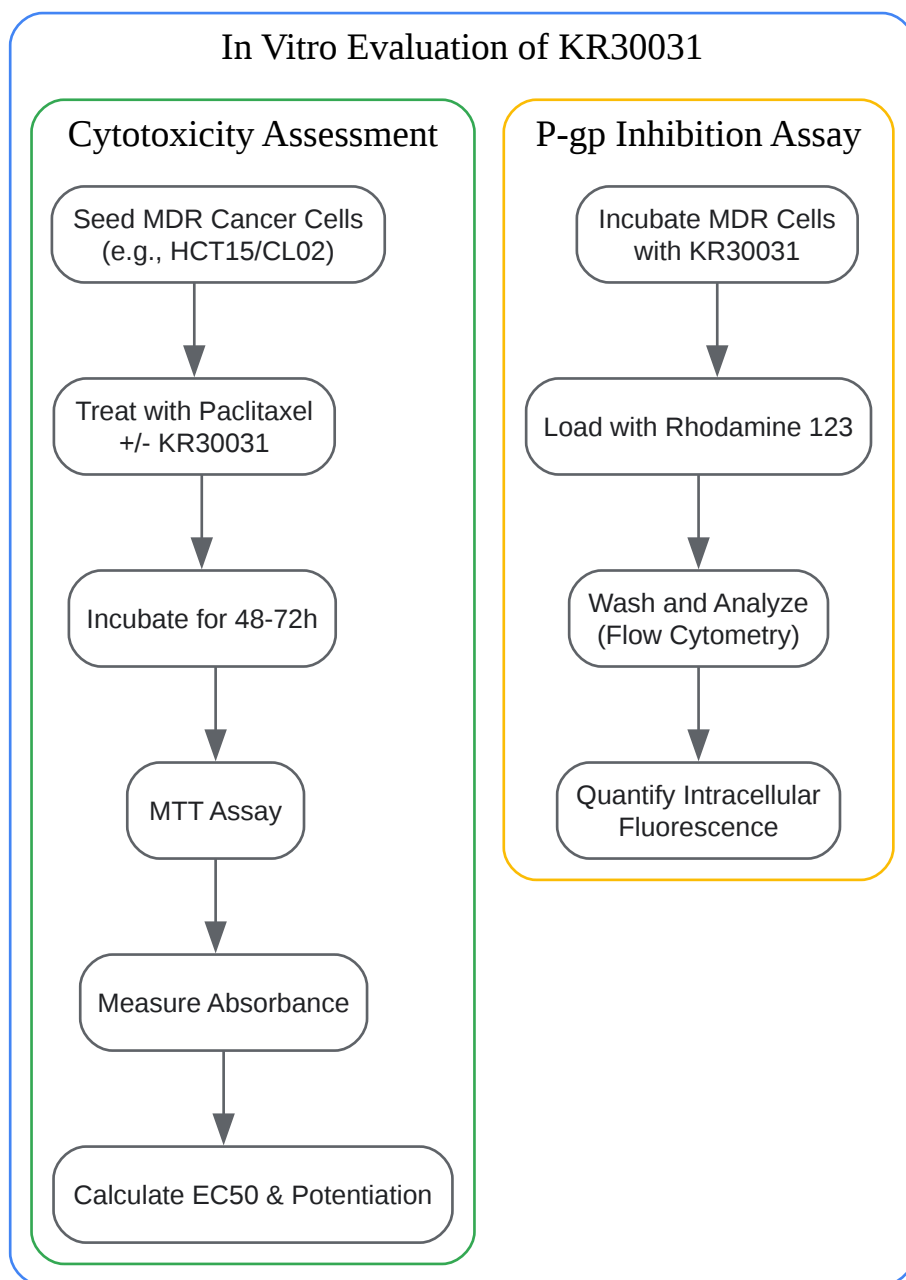 In Vitro Evaluation of KR30031
Cytotoxicity Assessment
Seed MDR Cancer Cells
(e.g., HCT15/CL02)
Treat with Paclitaxel
+/- KR30031
Incubate for 48-72h
MTT Assay
Measure Absorbance
Calculate EC50 & Potentiation
P-gp Inhibition Assay
Incubate MDR Cells
with KR30031
Load with Rhodamine 123
Wash and Analyze
(Flow Cytometry)
Quantify Intracellular
Fluorescence